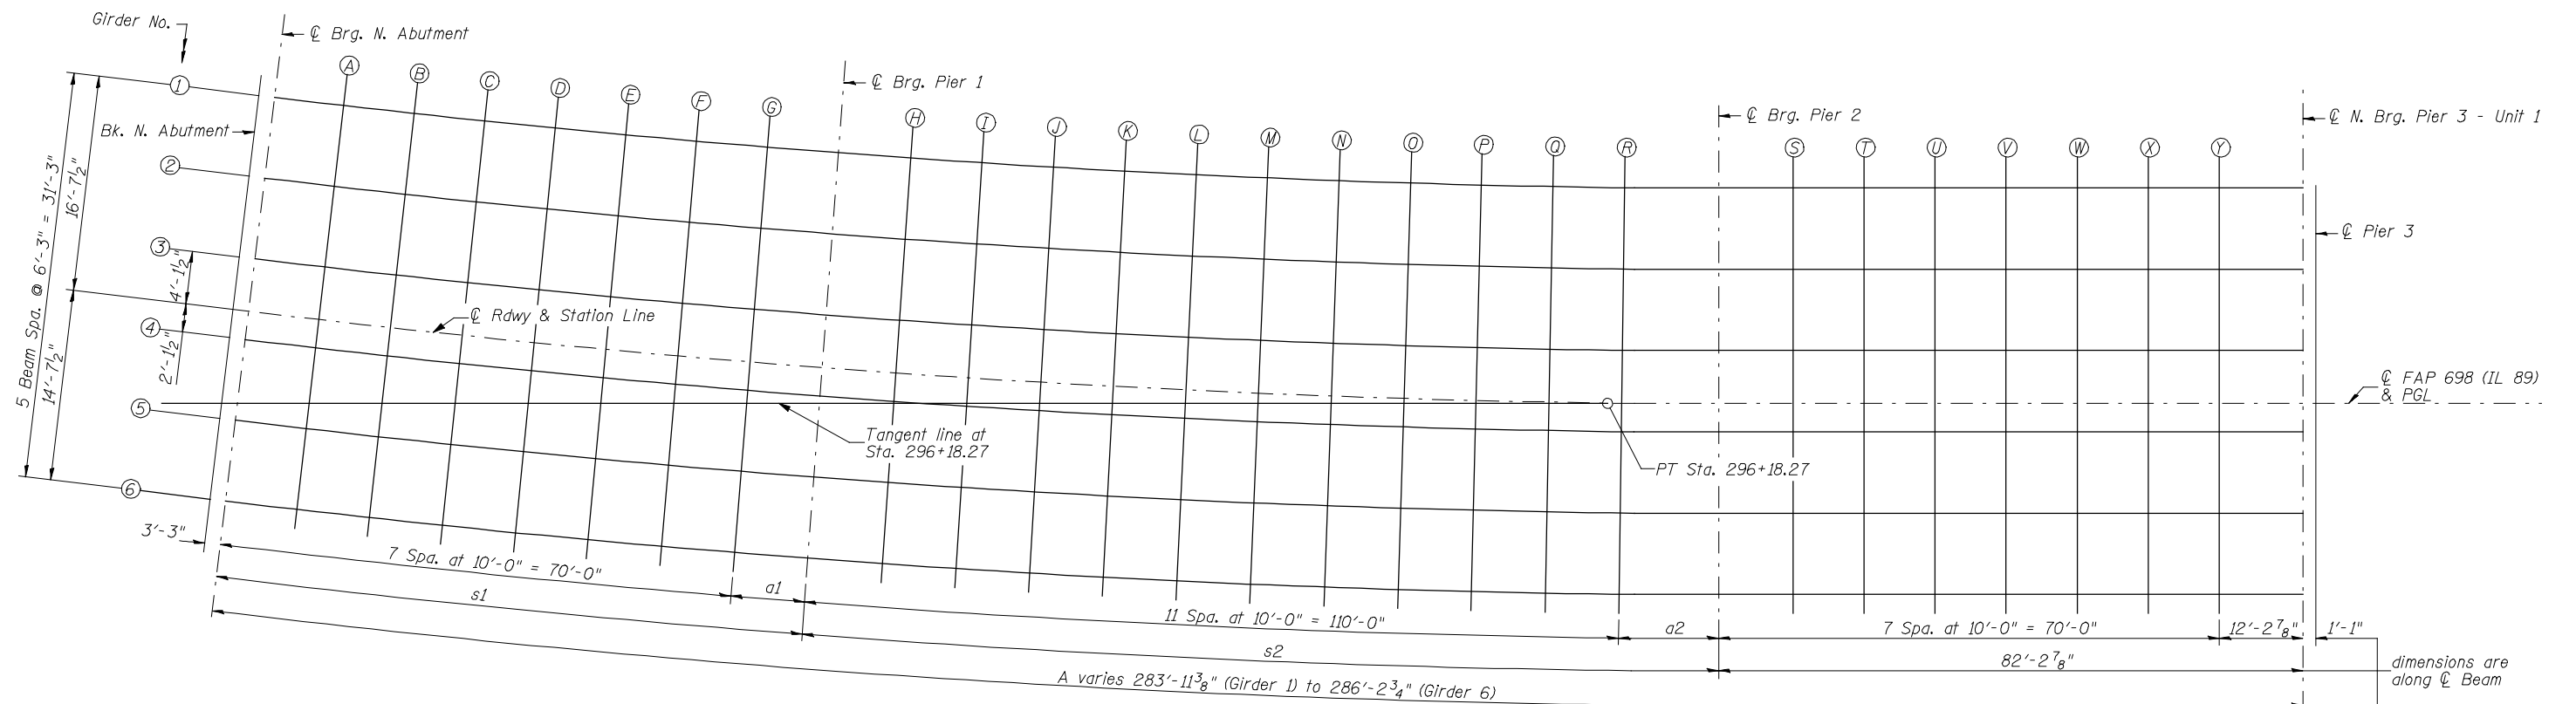 Girder No.
℄ Brg. N. Abutment
A
B
C
D
E
F
G
1
Bk. N. Abutment
2
3
4
5
6
5 Beam Spa. @ 6'-3" = 31'-3"
16'-7½"
14'-7½"
4'-1½"
2'-1½"
3'-3"
℄ Brg. Pier 1
H
I
J
K
L
M
N
O
P
Q
R
℄ Brg. Pier 2
S
T
U
V
W
X
Y
℄ N. Brg. Pier 3 - Unit 1
℄ Pier 3
℄ Rdwy & Station Line
Tangent line at
Sta. 296+18.27
PT Sta. 296+18.27
℄ FAP 698 (IL 89)
& PGL
7 Spa. at 10'-0" = 70'-0"
a1
11 Spa. at 10'-0" = 110'-0"
a2
7 Spa. at 10'-0" = 70'-0"
12'-2⅞"
1'-1"
s1
s2
82'-2⅞"
A varies 283'-11⅜" (Girder 1) to 286'-2¾" (Girder 6)
dimensions are
along ℄ Beam